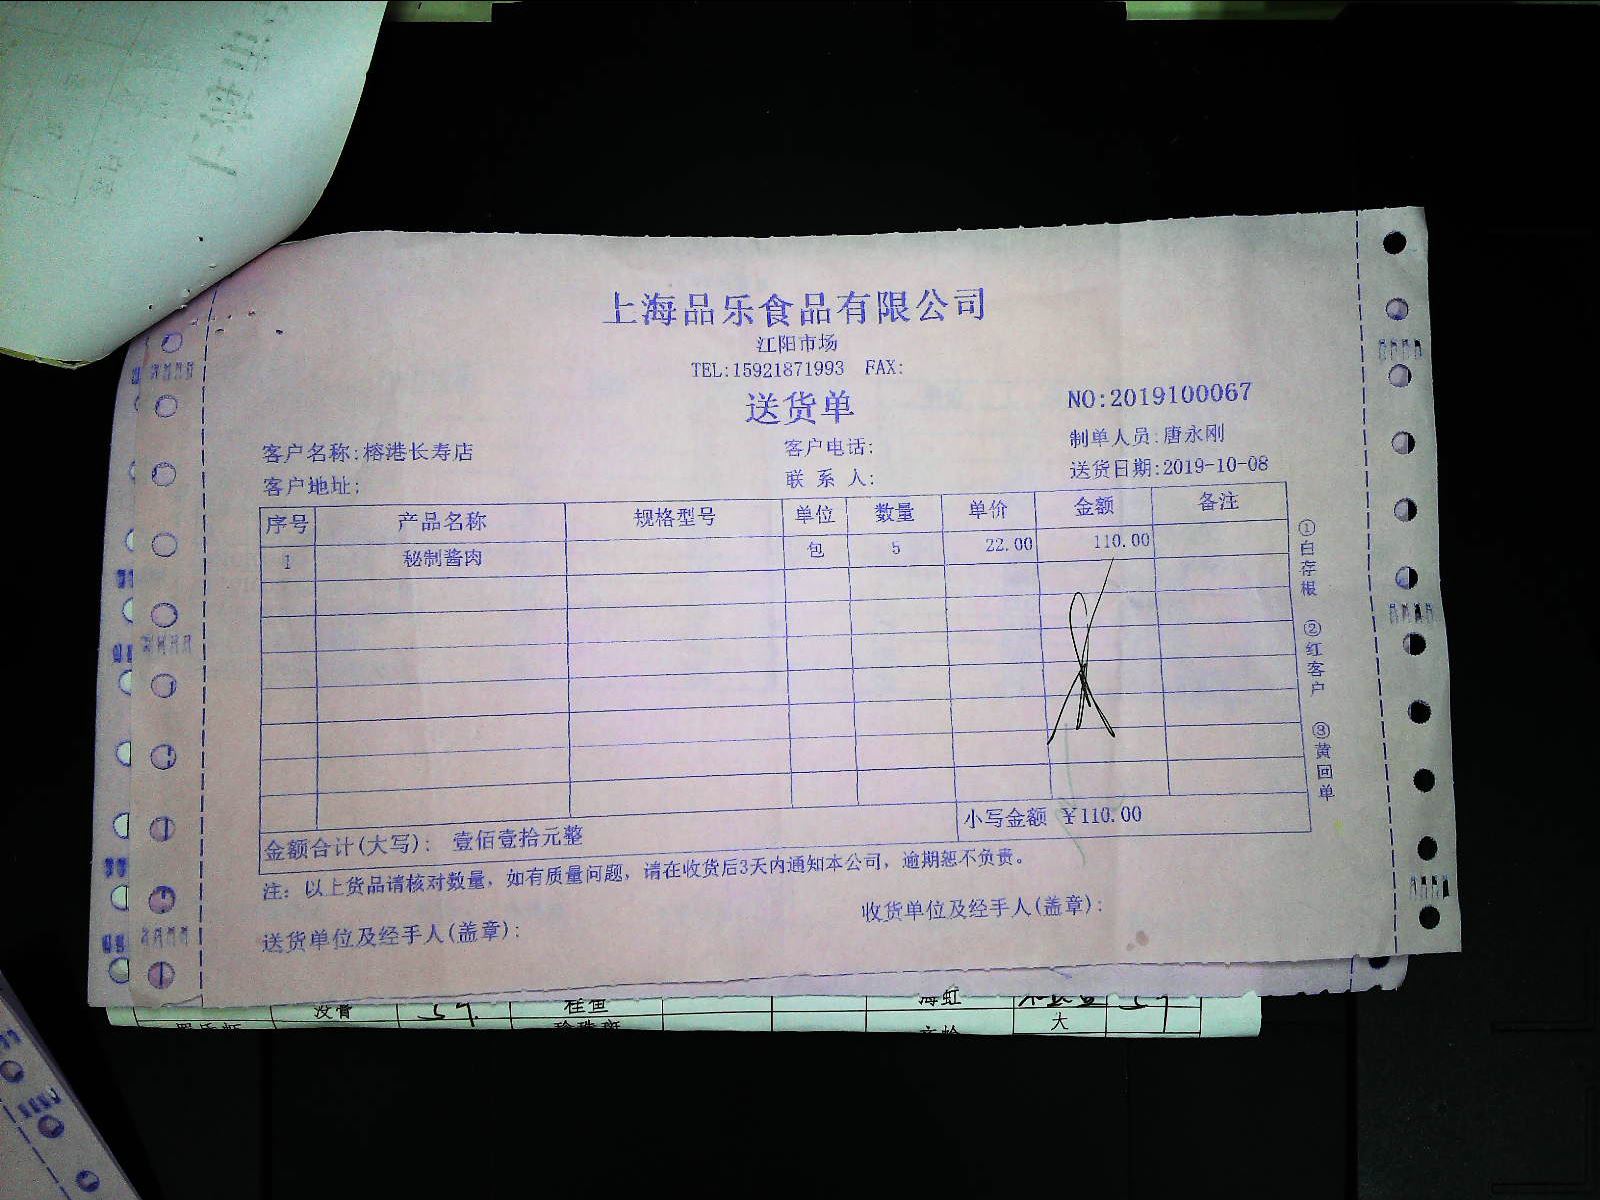 上海品乐食品有限公司
江阳市场
TEL:15921871993 FAX:
送货单
NO:2019100067
客户名称:榕港长寿店 客户电话: 制单人员:唐永刚
客户地址: 联系人: 送货日期:2019-10-08
序号 产品名称 规格型号 单位 数量 单价 金额 备注
1 秘制酱肉 包 5 22.00 110.00
小写金额 ¥110.00
金额合计(大写): 壹佰壹拾元整
注: 以上货品请核对数量, 如有质量问题, 请在收货后3天内通知本公司, 逾期恕不负责。
送货单位及经手人(盖章): 收货单位及经手人(盖章):
①白存根 ②红客户 ③黄回单
没骨 桂鱼 海虹
大